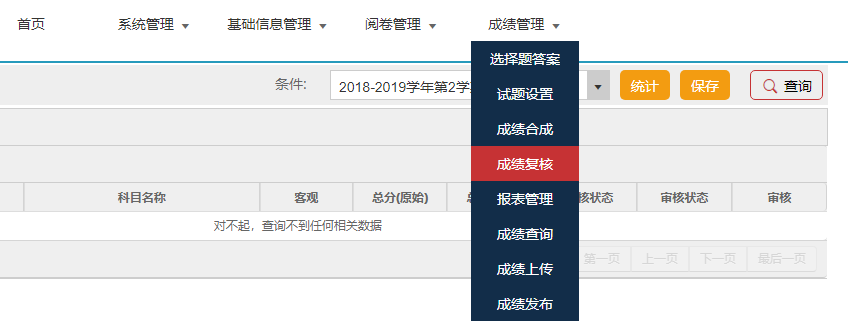 首页 系统管理 基础信息管理 阅卷管理 成绩管理
选择题答案
条件: 2018-2019学年第2学 统计 保存 查询
试题设置
成绩合成
成绩复核
科目名称 客观 总分(原始) 核状态 审核状态 审核
报表管理
对不起，查询不到任何相关数据
成绩查询
第一页 上一页 下一页 最后一页
成绩上传
成绩发布